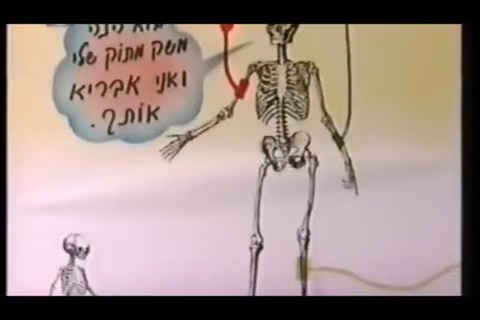 משק מתוק שלי
ואני אבריא
אותך.